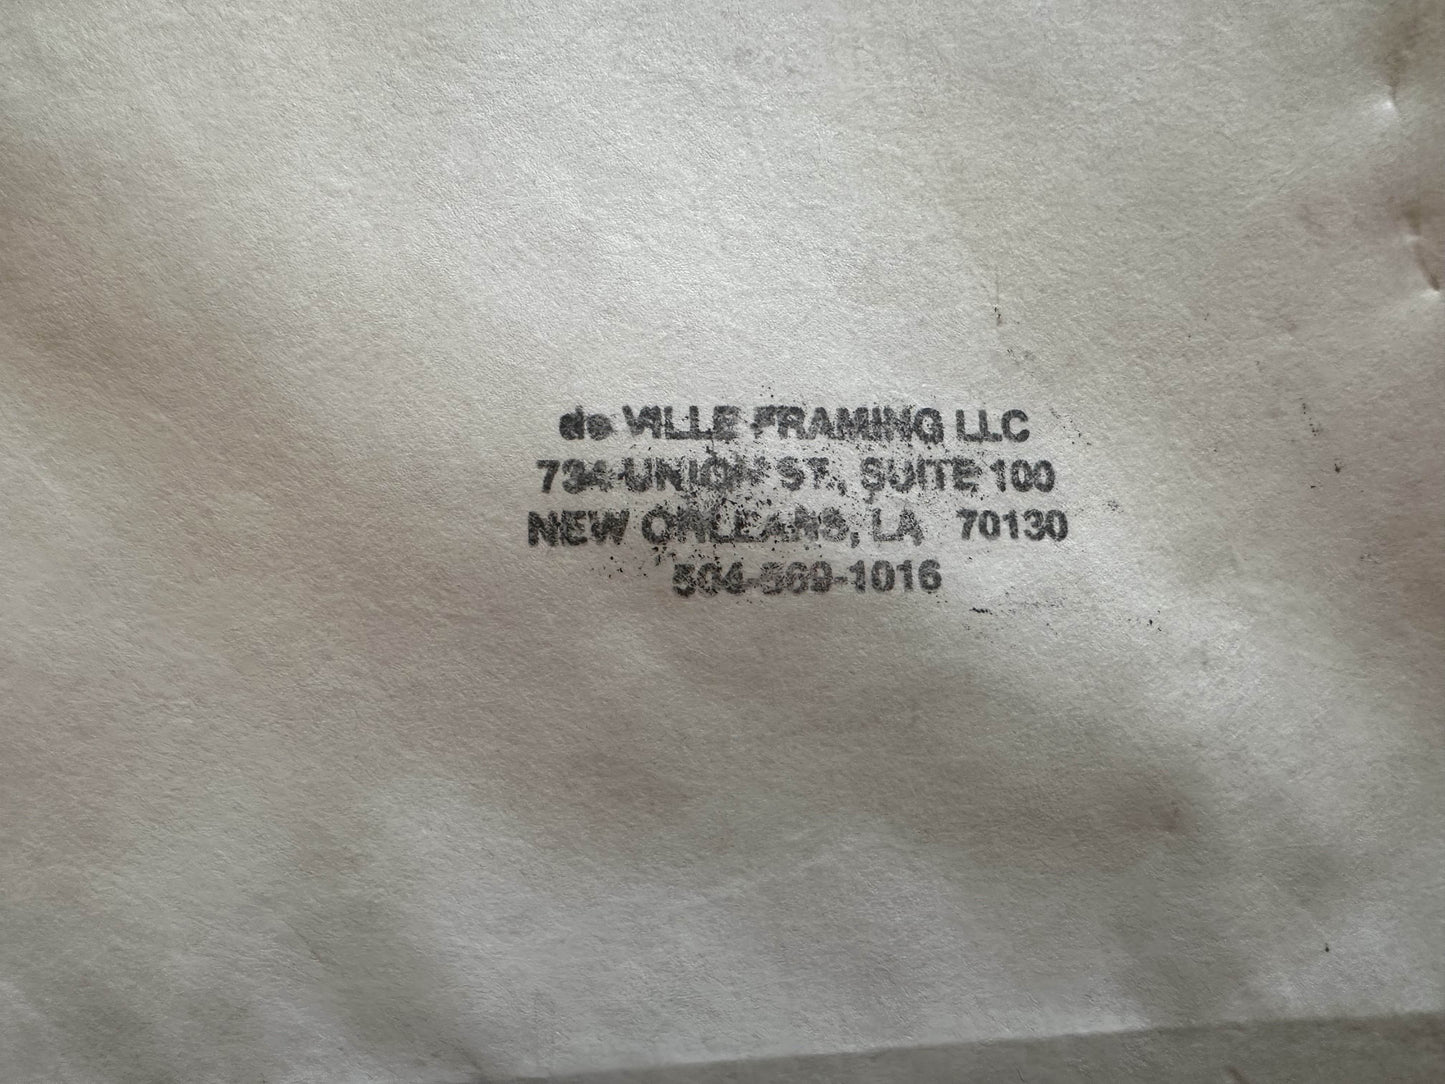 de VILLE FRAMING LLC
734 UNION ST., SUITE 100
NEW ORLEANS, LA 70130
504-569-1016